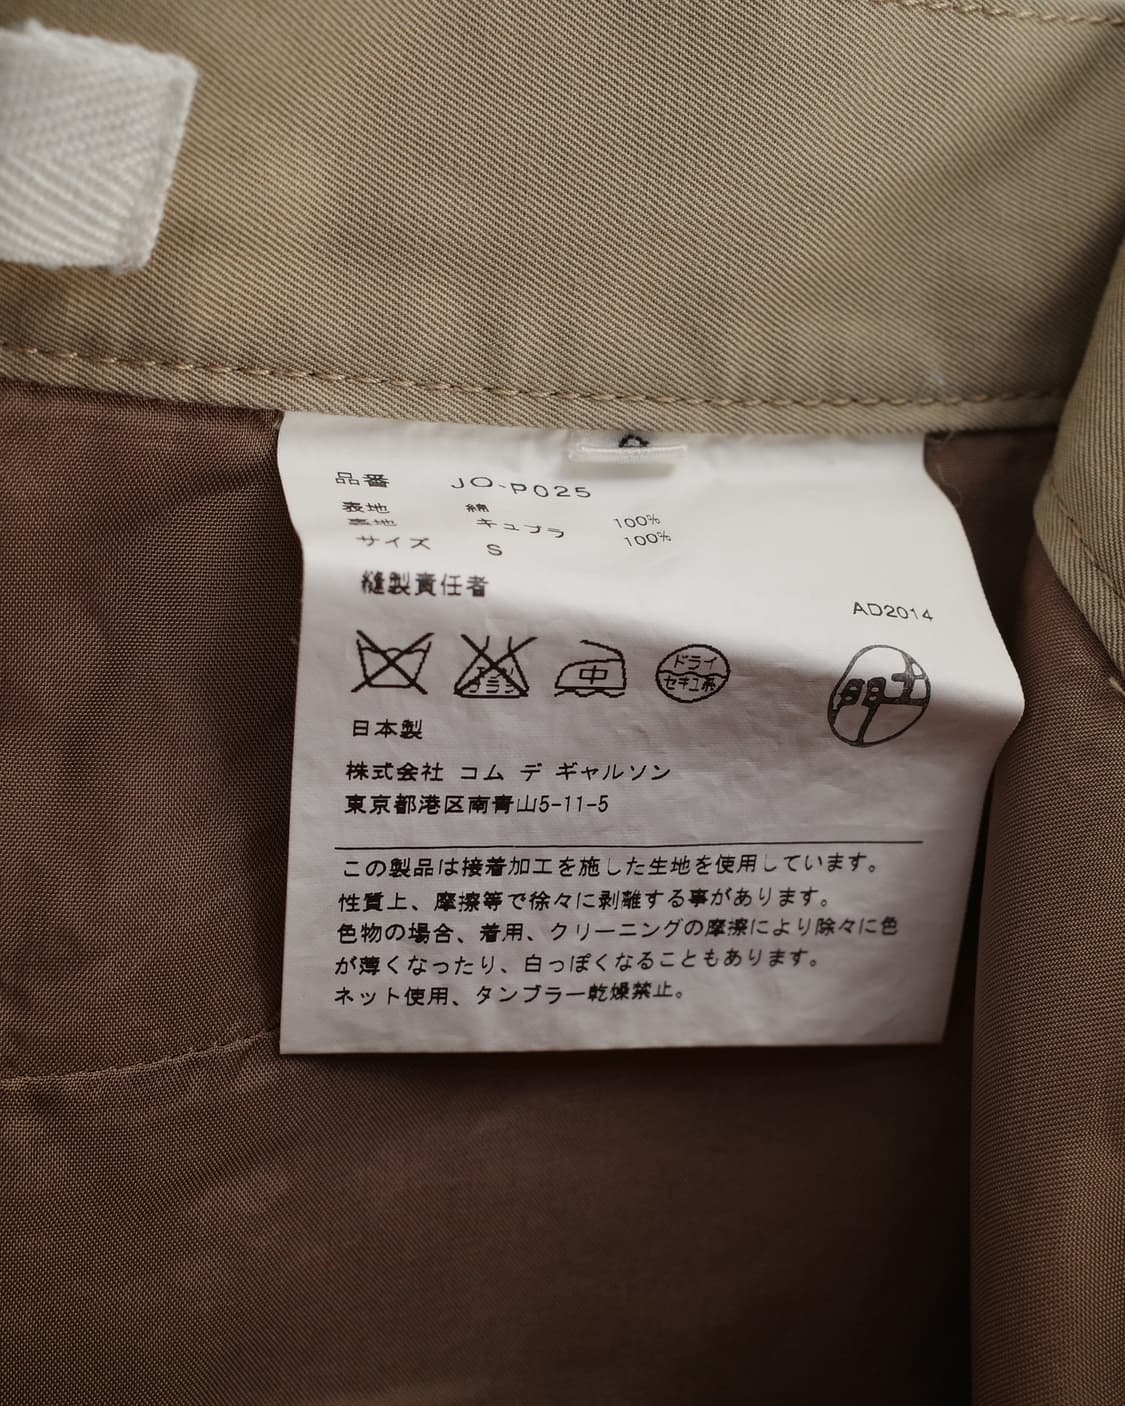 品番 JO-P025
表地 綿 100%
裏地 キュプラ 100%
サイズ S
縫製責任者
AD2014
中
ドライ
セキユ系
日本製
株式会社 コム デ ギャルソン
東京都港区南青山5-11-5
この製品は接着加工を施した生地を使用しています。
性質上、摩擦等で徐々に剥離する事があります。
色物の場合、着用、クリーニングの摩擦により除々に色
が薄くなったり、白っぽくなることもあります。
ネット使用、タンブラー乾燥禁止。